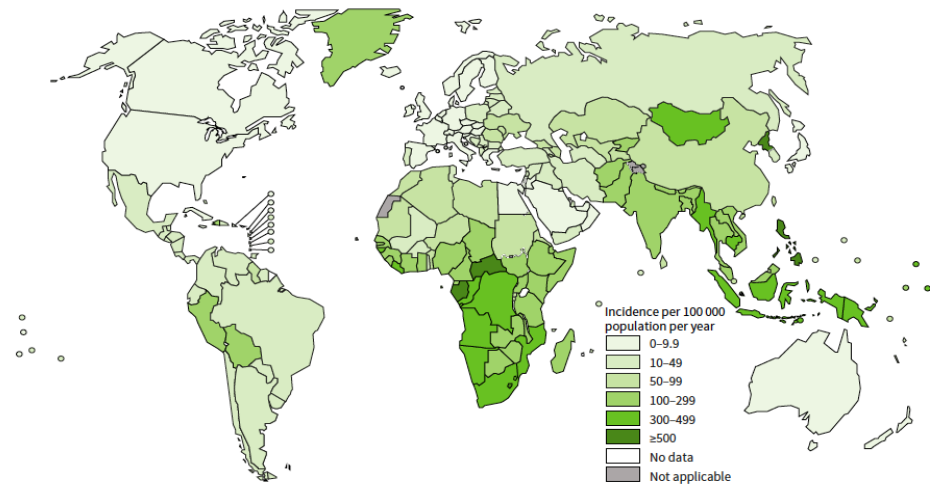 Incidence per 100 000
population per year
0–9.9
10–49
50–99
100–299
300–499
≥500
No data
Not applicable